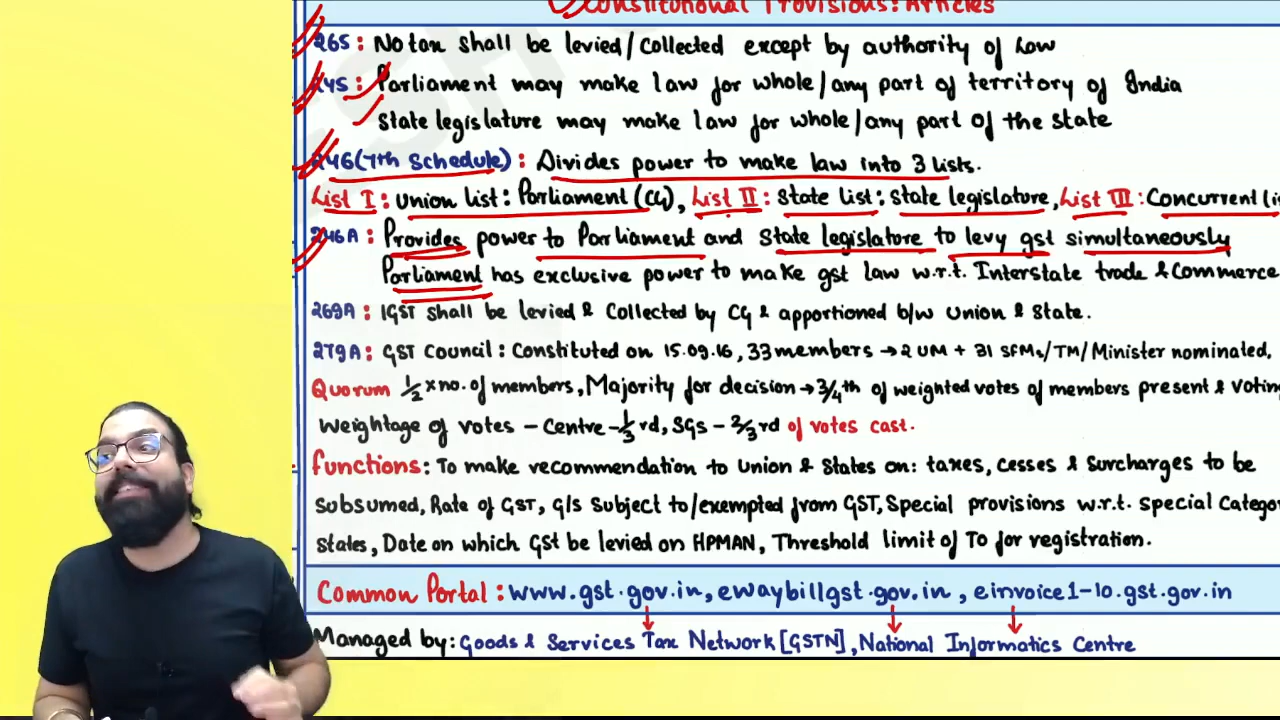 Constitutional Provisions: Articles
265: No tax shall be levied/Collected except by authority of Law
245: Parliament may make law for whole/any part of territory of India
State legislature may make law for whole/any part of the state
246(7th Schedule): Divides power to make law into 3 lists.
List I: Union list: Parliament (CG), List II: State list: State legislature, List III: Concurrent
246A: Provides power to Parliament and State legislatore to levy gst simultaneously
Parliament has exclusive power to make gst law w.r.t. Interstate trade & Commerce
269A: IGST shall be levied & Collected by CG & apportioned b/w Union & State.
279A: GST Council: Constituted on 15.09.16, 33 members → 2 UM + 31 SFMs/TM/Minister nominated,
Quorum 1/2 x no. of members, Majority for decision → 3/4th of weighted votes of members present & Voting
Weightage of votes - Centre - 1/3rd, SGs - 2/3rd of votes cast.
Functions: To make recommendation to Union & States on: taxes, Cesses & Surcharges to be
subsumed, Rate of GST, G/s Subject to/exempted from GST, Special provisions w.r.t. Special
States, Date on which GSt be levied on HPMAN, Threshold limit of To for registration.
Common Portal: www.gst.gov.in, ewaybillgst.gov.in, einvoice1-10.gst.gov.in
Managed by: Goods & Services Tax Network [GSTN], National Informatics Centre